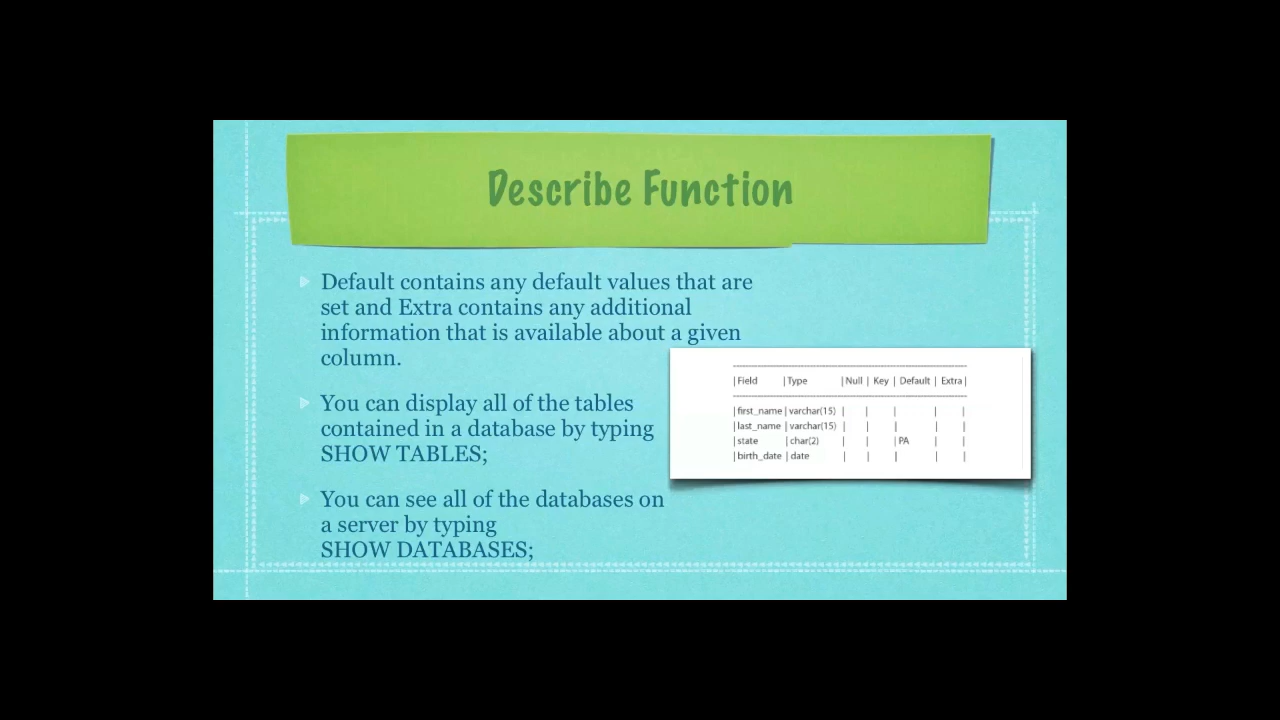 Describe Function
Default contains any default values that are
set and Extra contains any additional
information that is available about a given
column.
You can display all of the tables
contained in a database by typing
SHOW TABLES;
You can see all of the databases on
a server by typing
SHOW DATABASES;
|Field |Type |Null | Key | Default | Extra |
|first_name | varchar(15) | | | | |
|last_name | varchar(15) | | | | |
|state | char(2) | | | PA | |
|birth_date | date | | | | |